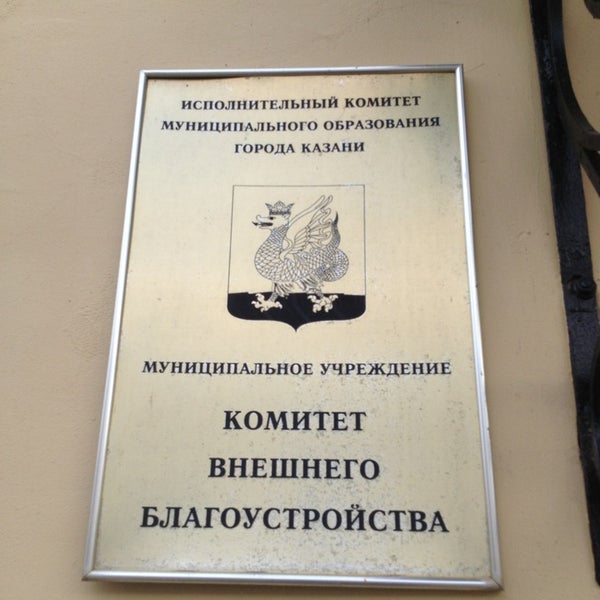 ИСПОЛНИТЕЛЬНЫЙ КОМИТЕТ
МУНИЦИПАЛЬНОГО ОБРАЗОВАНИЯ
ГОРОДА КАЗАНИ
МУНИЦИПАЛЬНОЕ УЧРЕЖДЕНИЕ
КОМИТЕТ
ВНЕШНЕГО
БЛАГОУСТРОЙСТВА